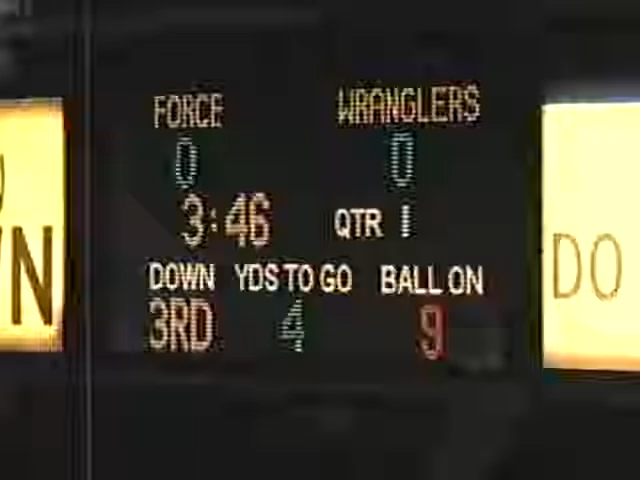 FORCE WRANGLERS
0 0
3:46 QTR 1
DOWN YDS TO GO BALL ON
3RD 4 9
N
DO